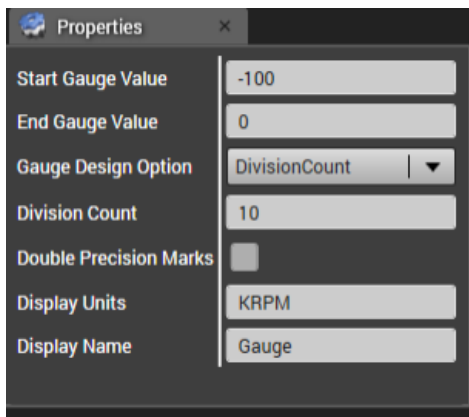 Properties ×
Start Gauge Value -100
End Gauge Value 0
Gauge Design Option DivisionCount
Division Count 10
Double Precision Marks
Display Units KRPM
Display Name Gauge